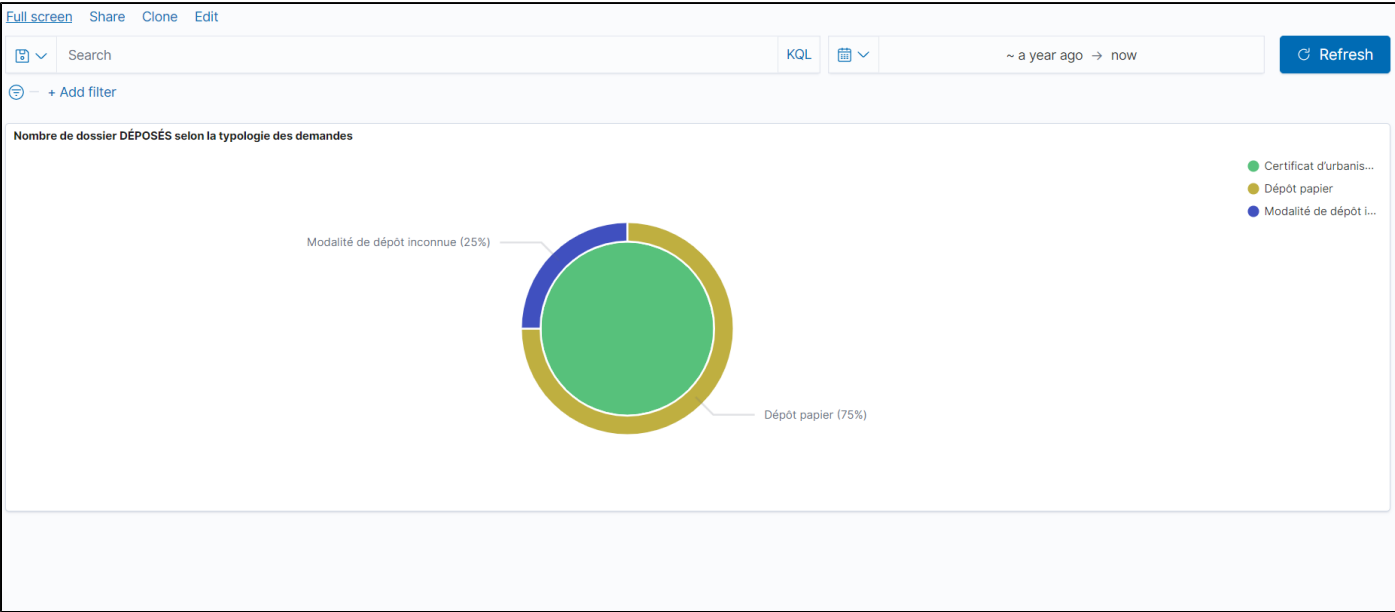 Full screen Share Clone Edit
Search KQL ~ a year ago → now Refresh
+ Add filter
Nombre de dossier DÉPOSÉS selon la typologie des demandes
Certificat d'urbanis...
Dépôt papier
Modalité de dépôt i...
Modalité de dépôt inconnue (25%)
Dépôt papier (75%)